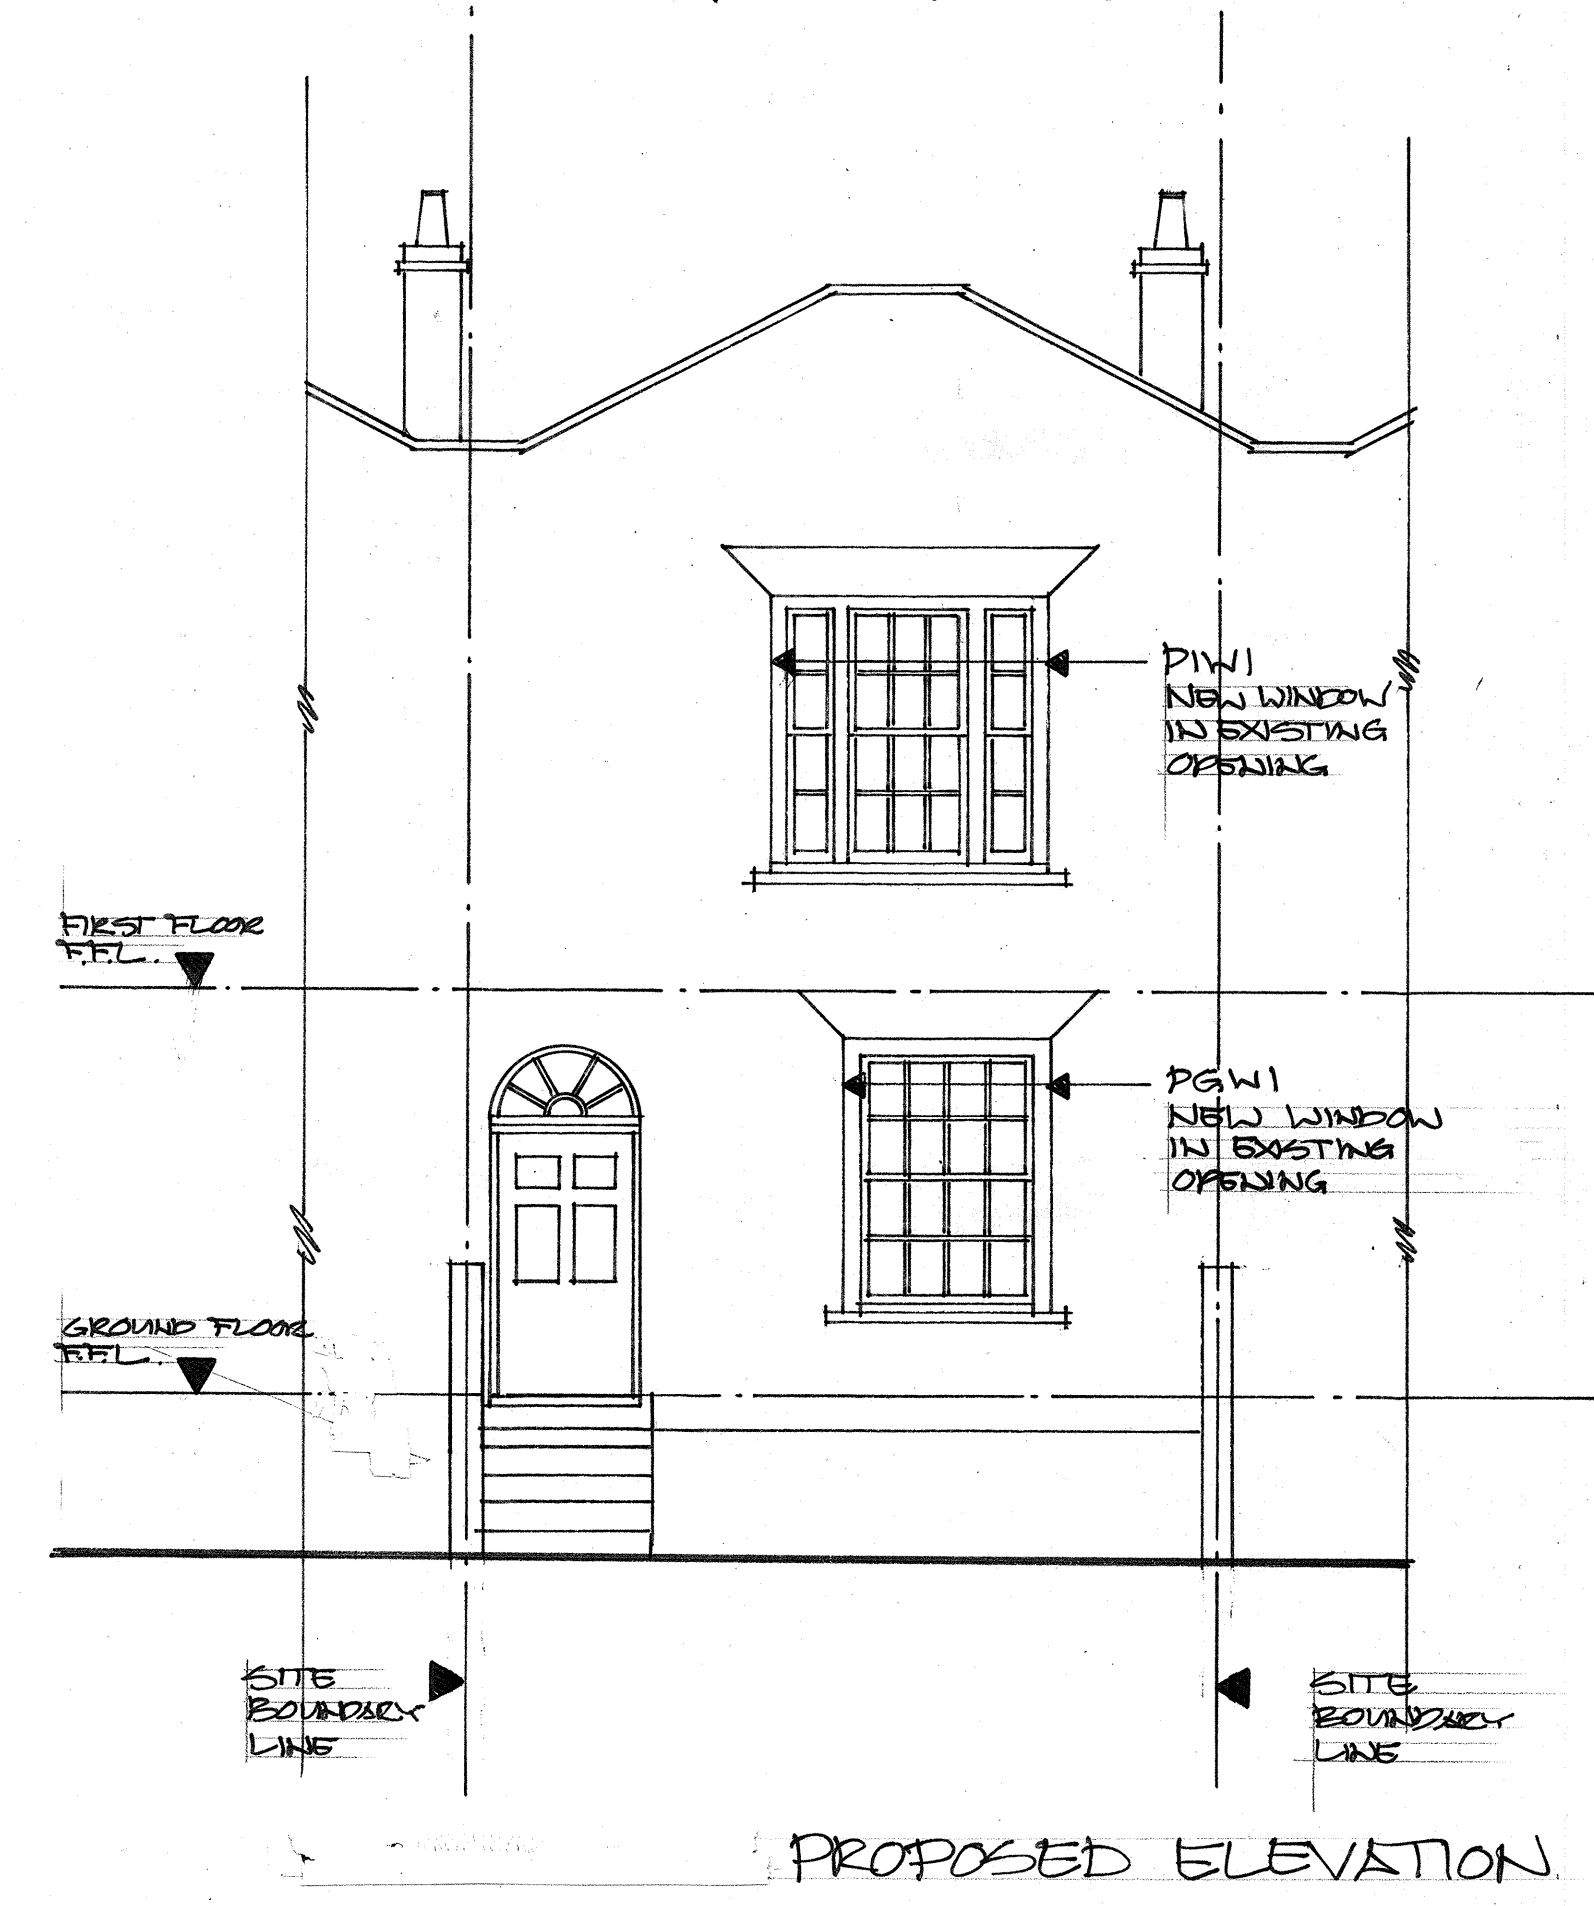 P1W1
NEW WINDOW
IN EXISTING
OPENING
FIRST FLOOR
F.F.L.
PGW1
NEW WINDOW
IN EXISTING
OPENING
GROUND FLOOR
F.F.L.
SITE
BOUNDARY
LINE
SITE
BOUNDARY
LINE
PROPOSED ELEVATION.